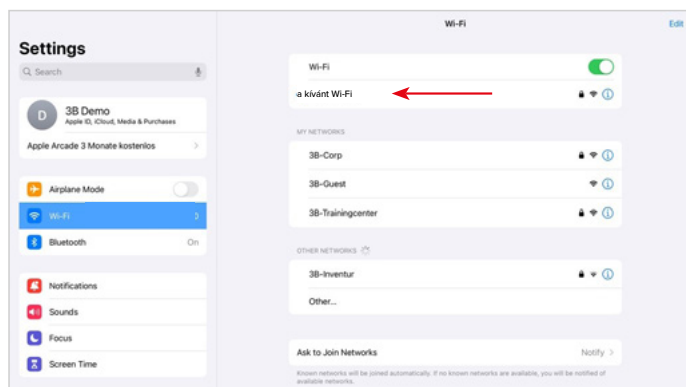 Wi-Fi
Edit
Settings
Search
D
3B Demo
Apple ID, iCloud, Media & Purchases
Apple Arcade 3 Monate kostenlos
Airplane Mode
Wi-Fi
Bluetooth On
Notifications
Sounds
Focus
Screen Time
Wi-Fi
a kívánt Wi-Fi
MY NETWORKS
3B-Corp
3B-Guest
3B-Trainingcenter
OTHER NETWORKS
3B-Inventur
Other...
Ask to Join Networks Notify
Known networks will be joined automatically. If no known networks are available, you will be notified of
available networks.